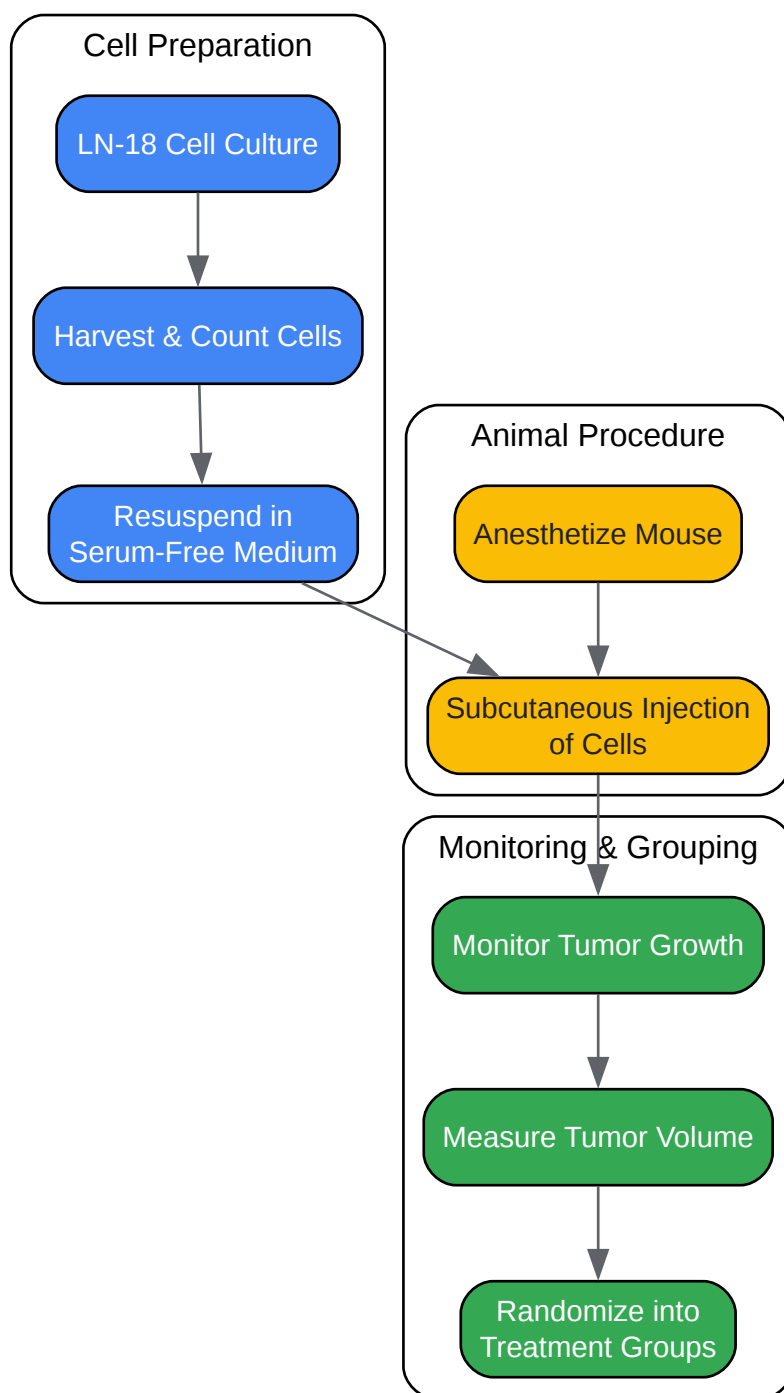 Cell Preparation
LN-18 Cell Culture
Harvest & Count Cells
Resuspend in
Serum-Free Medium
Animal Procedure
Anesthetize Mouse
Subcutaneous Injection
of Cells
Monitoring & Grouping
Monitor Tumor Growth
Measure Tumor Volume
Randomize into
Treatment Groups